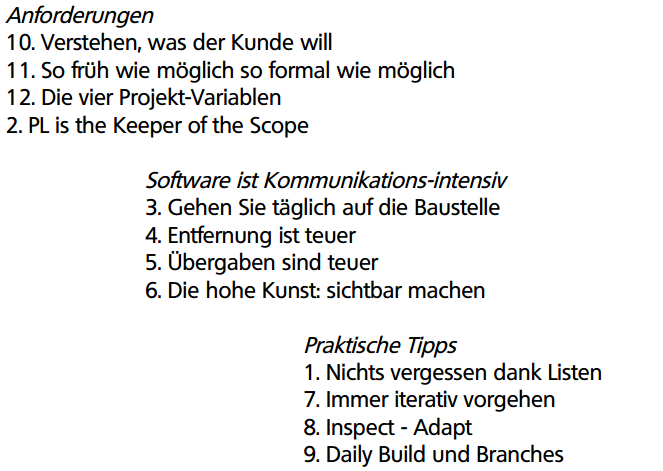 Anforderungen
10. Verstehen, was der Kunde will
11. So früh wie möglich so formal wie möglich
12. Die vier Projekt-Variablen
2. PL is the Keeper of the Scope
Software ist Kommunikations-intensiv
3. Gehen Sie täglich auf die Baustelle
4. Entfernung ist teuer
5. Übergaben sind teuer
6. Die hohe Kunst: sichtbar machen
Praktische Tipps
1. Nichts vergessen dank Listen
7. Immer iterativ vorgehen
8. Inspect - Adapt
9. Daily Build und Branches